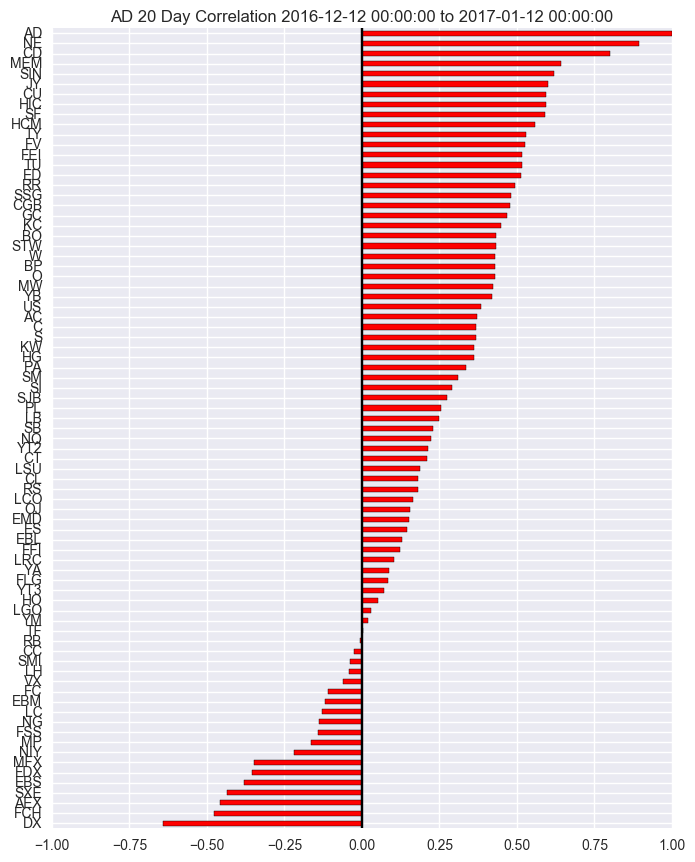 AD 20 Day Correlation 2016-12-12 00:00:00 to 2017-01-12 00:00:00
AD
NE
CD
MEM
SIN
JY
CU
HIC
SF
HCM
TY
FV
FEI
TU
ED
RR
SSG
CGB
GC
KC
BO
STW
W
BP
O
MW
YB
US
AC
C
S
KW
HG
PA
SM
SI
SJB
PL
LB
SB
NQ
YT2
CT
LSU
CL
RS
LCO
OJ
EMD
ES
EBL
FFI
LRC
YA
FLG
YT3
HO
LGO
YM
TF
RB
CC
SMI
LH
VX
FC
EBM
LC
NG
FSS
MP
NIY
MFX
FDX
EBS
SXE
AEX
FCH
DX
−1.00 −0.75 −0.50 −0.25 0.00 0.25 0.50 0.75 1.00